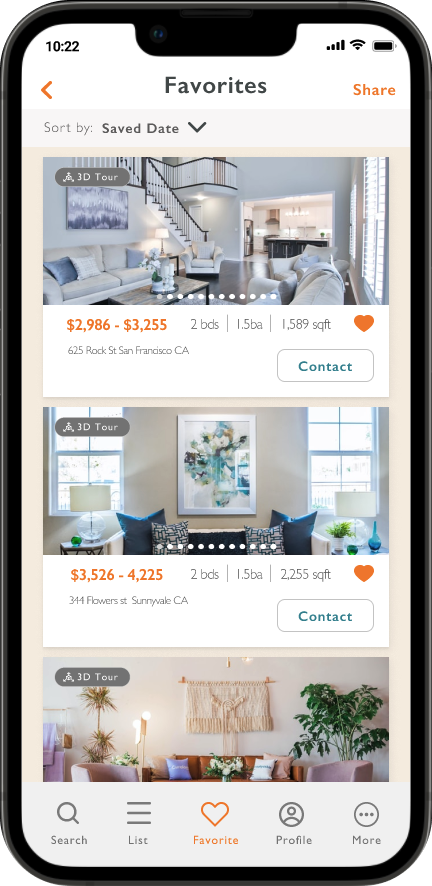 10:22
Favorites
Share
Sort by: Saved Date
3D Tour
$2,986 - $3,255 2 bds 1.5ba 1,589 sqft
625 Rock St San Francisco CA
Contact
3D Tour
$3,526 - 4,225 2 bds 1.5ba 2,255 sqft
344 Flowers st Sunnyvale CA
Contact
3D Tour
Search List Favorite Profile More